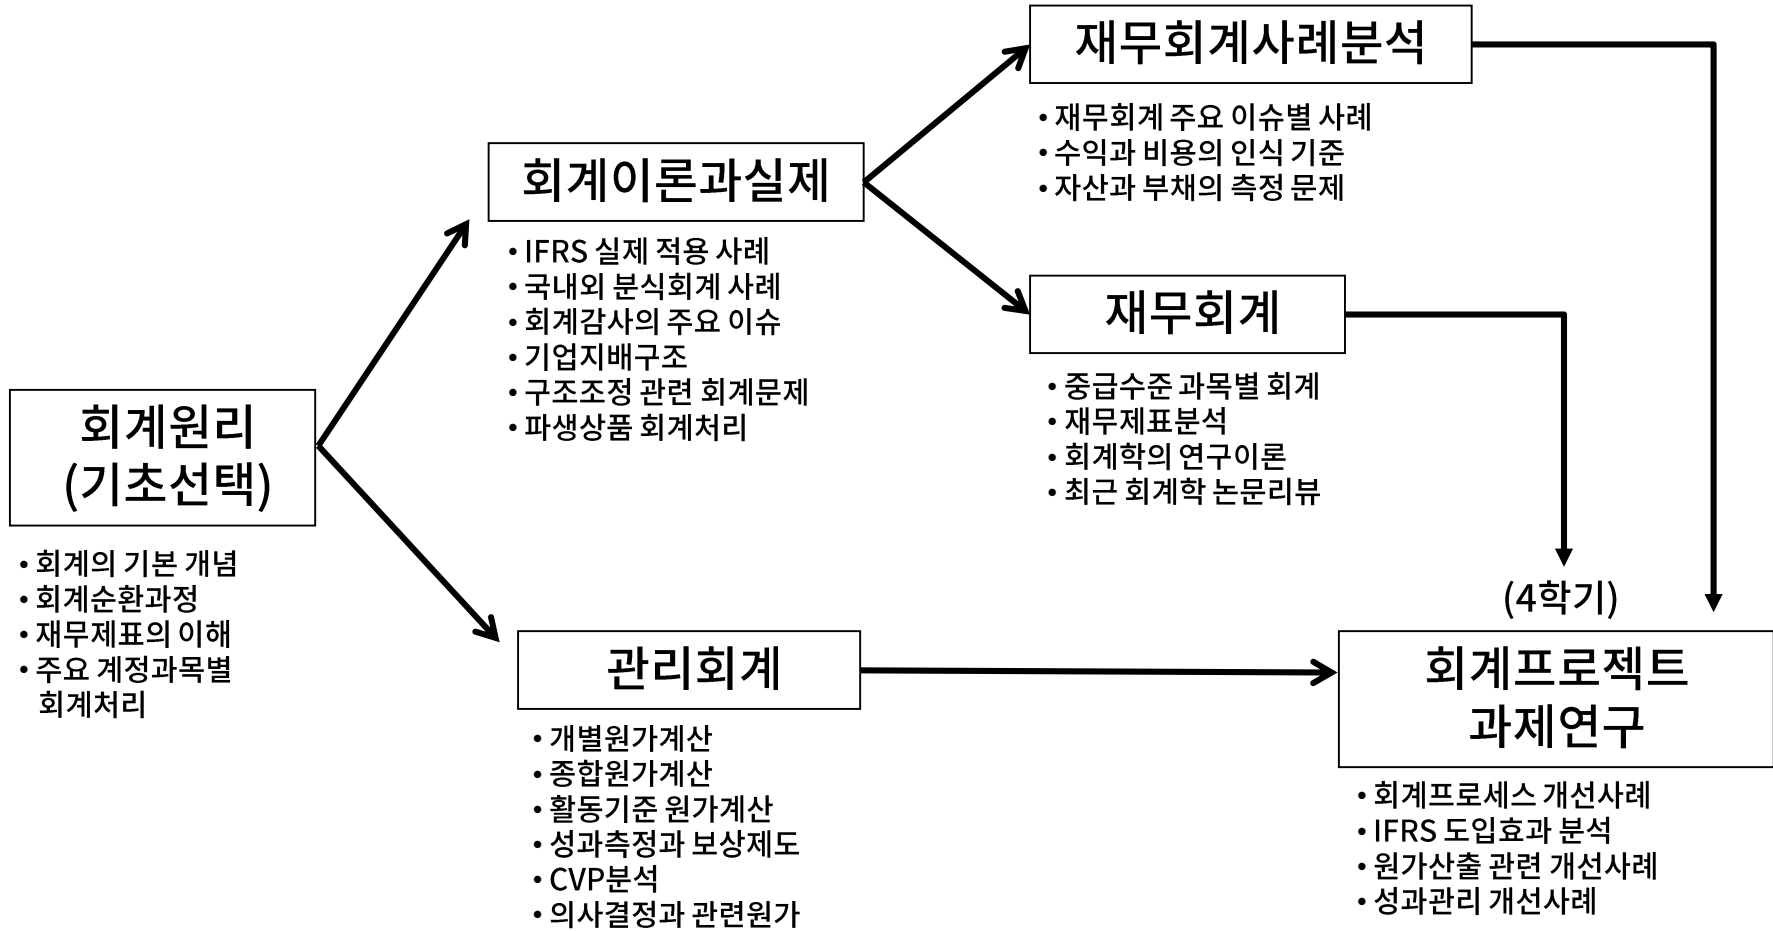 재무회계사례분석
• 재무회계 주요 이슈별 사례
• 수익과 비용의 인식 기준
• 자산과 부채의 측정 문제
회계이론과실제
• IFRS 실제 적용 사례
• 국내외 분식회계 사례
• 회계감사의 주요 이슈
• 기업지배구조
• 구조조정 관련 회계문제
• 파생상품 회계처리
재무회계
• 중급수준 과목별 회계
• 재무제표분석
• 회계학의 연구이론
• 최근 회계학 논문리뷰
회계원리
(기초선택)
• 회계의 기본 개념
• 회계순환과정
• 재무제표의 이해
• 주요 계정과목별
회계처리
관리회계
• 개별원가계산
• 종합원가계산
• 활동기준 원가계산
• 성과측정과 보상제도
• CVP분석
• 의사결정과 관련원가
(4학기)
회계프로젝트
과제연구
• 회계프로세스 개선사례
• IFRS 도입효과 분석
• 원가산출 관련 개선사례
• 성과관리 개선사례